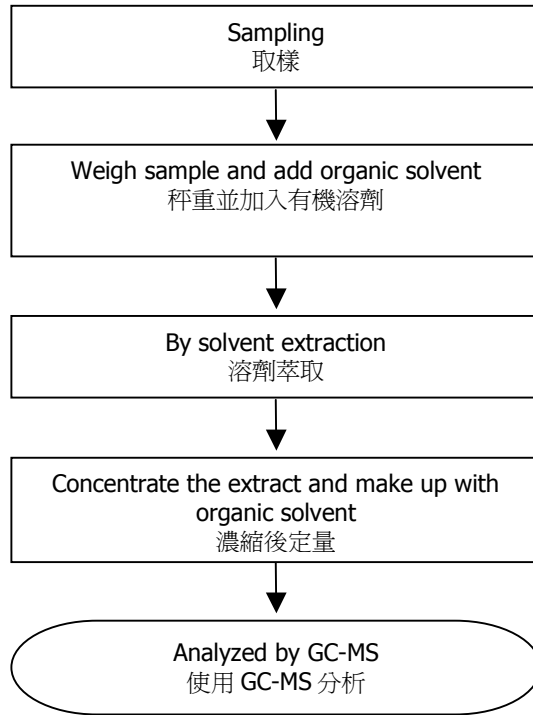 Sampling
取樣
Weigh sample and add organic solvent
秤重並加入有機溶劑
By solvent extraction
溶劑萃取
Concentrate the extract and make up with
organic solvent
濃縮後定量
Analyzed by GC-MS
使用 GC-MS 分析